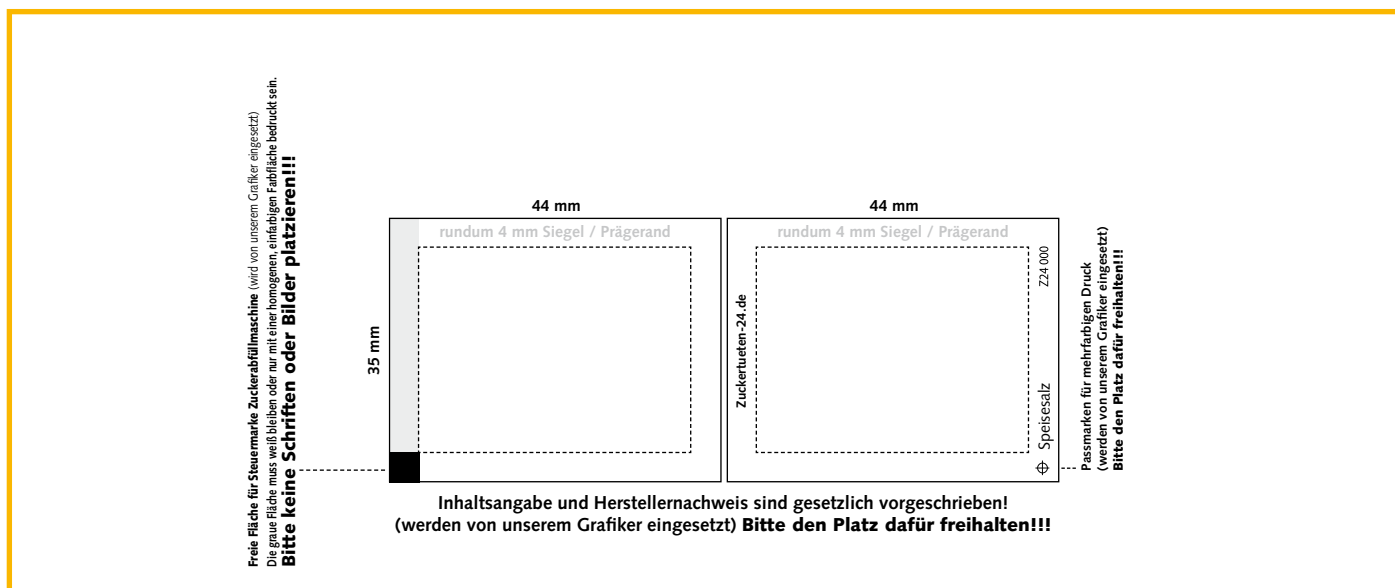 Freie Fläche für Steuermarke Zuckerabfüllmaschine (wird von unserem Grafiker eingesetzt)
Die graue Fläche muss weiß bleiben oder nur mit einer homogenen, einfarbigen Farbfläche bedruckt sein.
Bitte keine Schriften oder Bilder platzieren!!!
44 mm
rundum 4 mm Siegel / Prägerand
35 mm
44 mm
rundum 4 mm Siegel / Prägerand
Zuckertueten-24.de
Z24 000
Speisesalz
Passmarken für mehrfarbigen Druck
(werden von unserem Grafiker eingesetzt)
Bitte den Platz dafür freihalten!!!
Inhaltsangabe und Herstellernachweis sind gesetzlich vorgeschrieben!
(werden von unserem Grafiker eingesetzt) Bitte den Platz dafür freihalten!!!